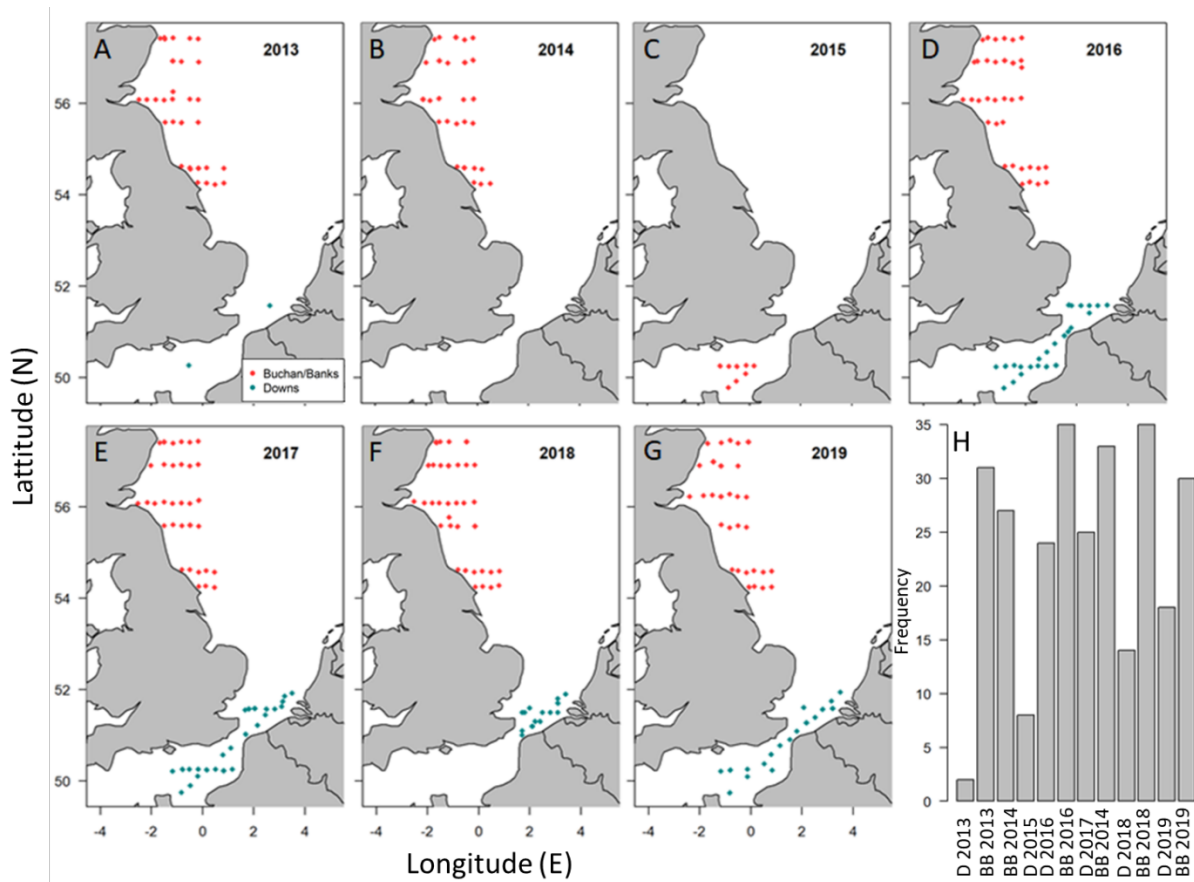 A
2013
B
2014
C
2015
D
2016
56
54
52
50
Buchan/Banks
Downs
E
2017
F
2018
G
2019
H
56
54
52
50
-4 -2 0 2 4
-4 -2 0 2 4
-4 -2 0 2 4
Lattitude (N)
Longitude (E)
35
30
25
20
15
10
5
0
Frequency
D 2013
BB 2013
BB 2014
D 2015
D 2016
BB 2016
D 2017
BB 2014
D 2018
BB 2018
D 2019
BB 2019